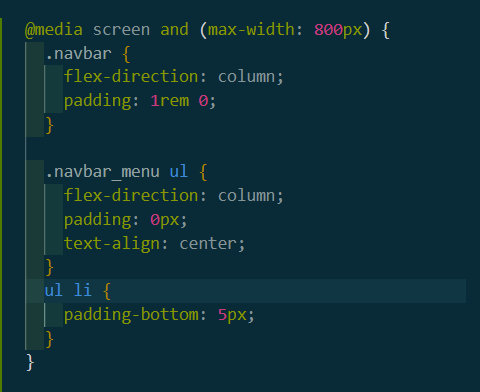 @media screen and (max-width: 800px) {
  .navbar {
    flex-direction: column;
    padding: 1rem 0;
  }

  .navbar_menu ul {
    flex-direction: column;
    padding: 0px;
    text-align: center;
  }
  ul li {
    padding-bottom: 5px;
  }
}